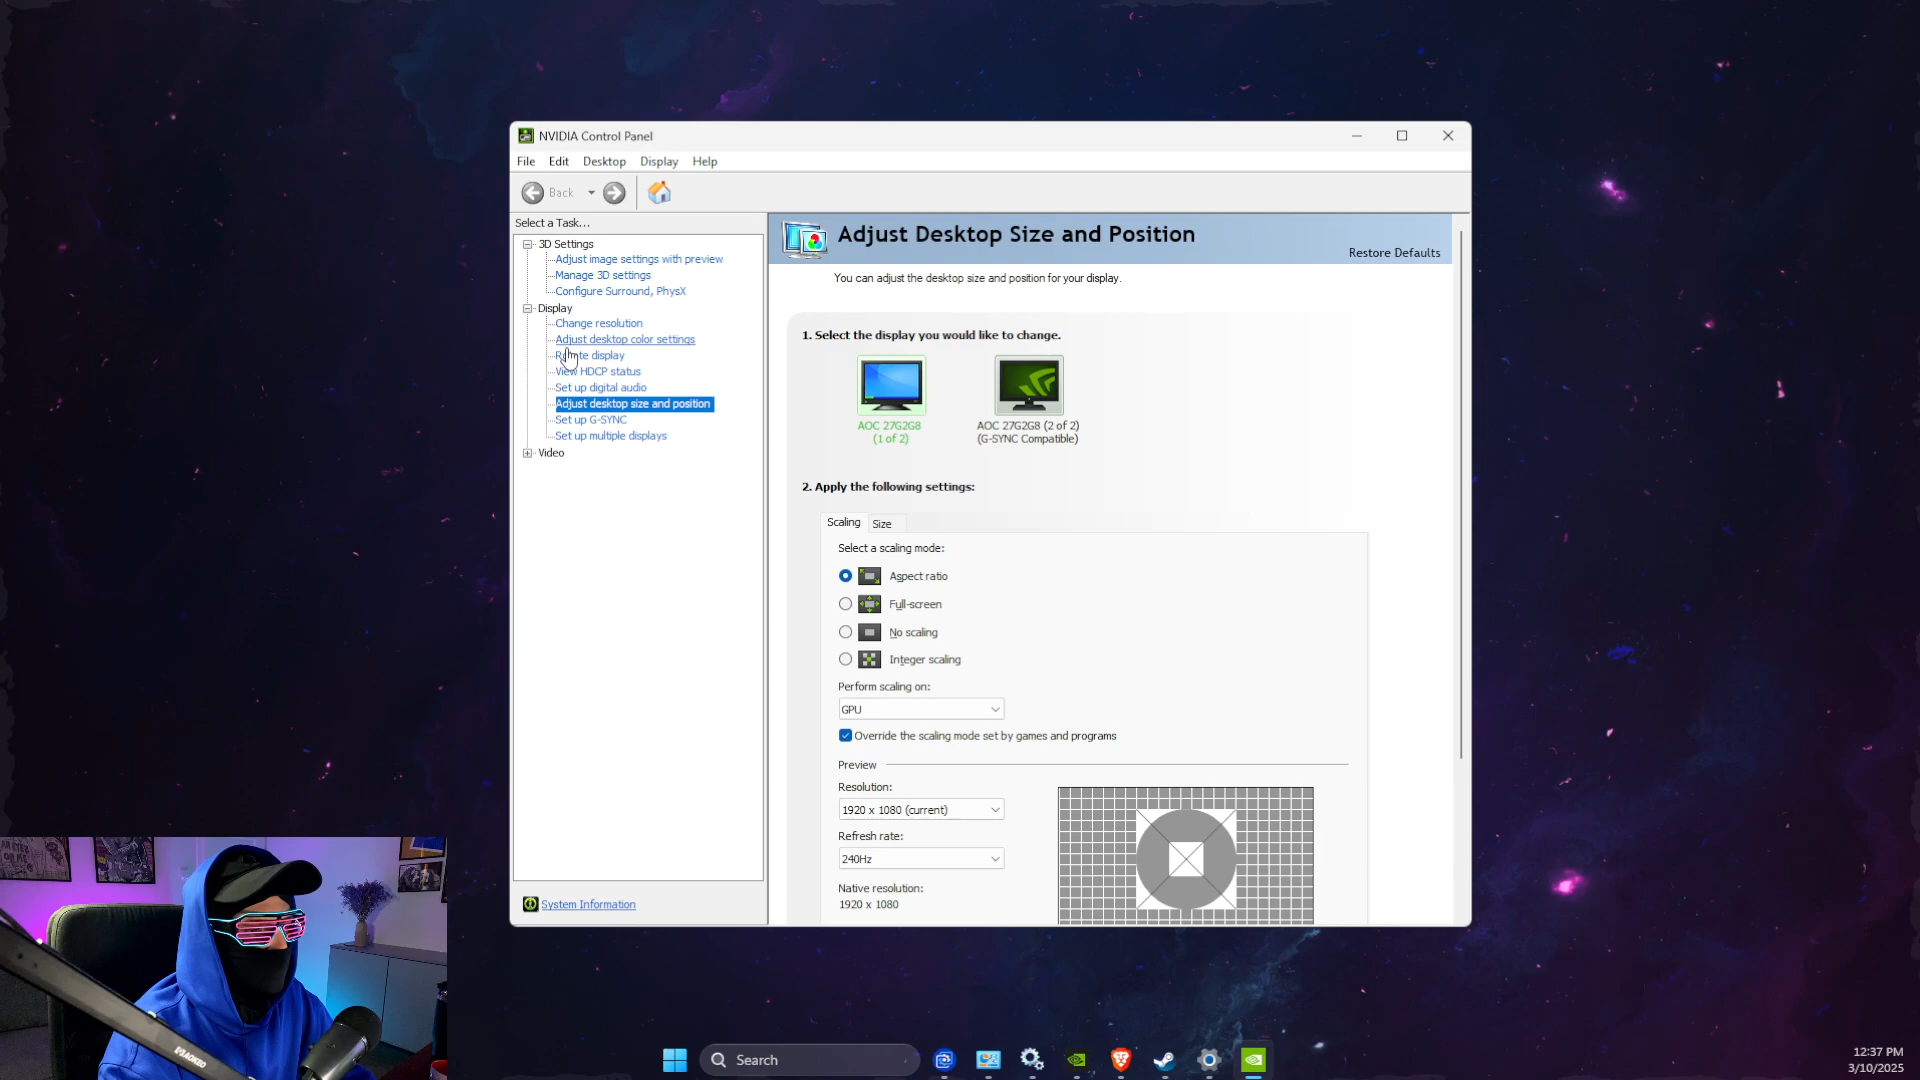 NVIDIA Control Panel
File Edit Desktop Display Help
Back
Select a Task...
3D Settings
Adjust image settings with preview
Manage 3D settings
Configure Surround, PhysX
Display
Change resolution
Adjust desktop color settings
display
View HDCP status
Set up digital audio
Adjust desktop size and position
Set up G-SYNC
Set up multiple displays
Video
System Information
Adjust Desktop Size and Position
Restore Defaults
You can adjust the desktop size and position for your display.
1. Select the display you would like to change.
AOC 27G2G8
(1 of 2)
AOC 27G2G8 (2 of 2)
(G-SYNC Compatible)
2. Apply the following settings:
Scaling Size
Select a scaling mode:
Aspect ratio
Full-screen
No scaling
Integer scaling
Perform scaling on:
GPU
Override the scaling mode set by games and programs
Preview
Resolution:
1920 x 1080 (current)
Refresh rate:
240Hz
Native resolution:
1920 x 1080
MAONO
Search
12:37 PM
3/10/2025